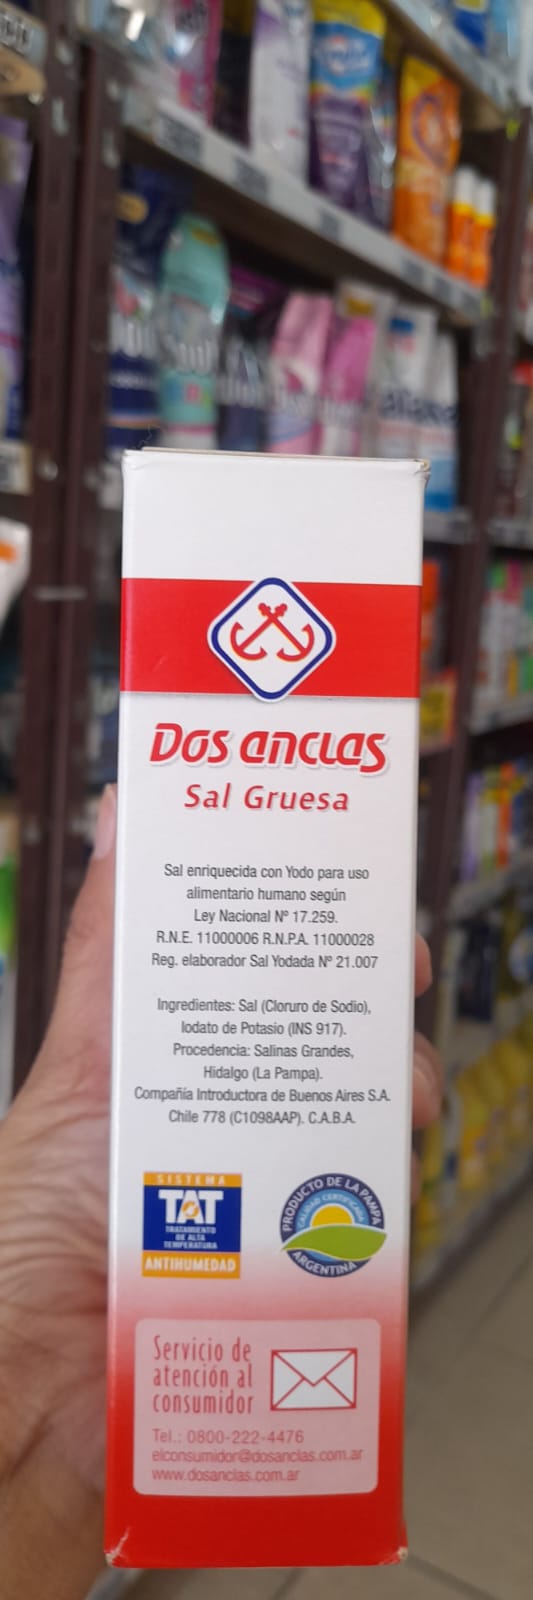 Dos anclas
Sal Gruesa
Sal enriquecida con Yodo para uso
alimentario humano según
Ley Nacional Nº 17.259.
R.N.E. 11000006 R.N.P.A. 11000028
Reg. elaborador Sal Yodada Nº 21.007
Ingredientes: Sal (Cloruro de Sodio),
Iodato de Potasio (INS 917).
Procedencia: Salinas Grandes,
Hidalgo (La Pampa).
Compañía Introductora de Buenos Aires S.A.
Chile 778 (C1098AAP). C.A.B.A.
SISTEMA
TAT
TRATAMIENTO
DE ALTA
TEMPERATURA
ANTIHUMEDAD
PRODUCTO DE LA PAMPA
CALIDAD CERTIFICADA
ARGENTINA
Servicio de
atención al
consumidor
Tel.: 0800-222-4476
elconsumidor@dosanclas.com.ar
www.dosanclas.com.ar